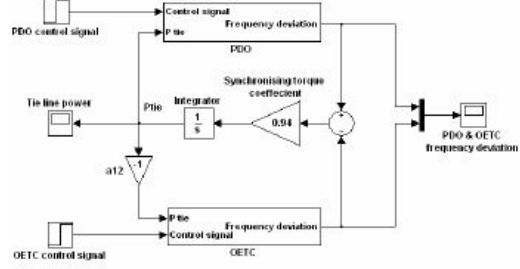 Control signal
Frequency deviation
P tie
PDO control signal
PDO
Synchronising torque
coeffecient
Tie line power
Ptie
Integrator
1
s
0.94
+
-
PDO & OETC
frequency deviation
-1
a12
P tie
Frequency deviation
Control signal
OETC
OETC control signal